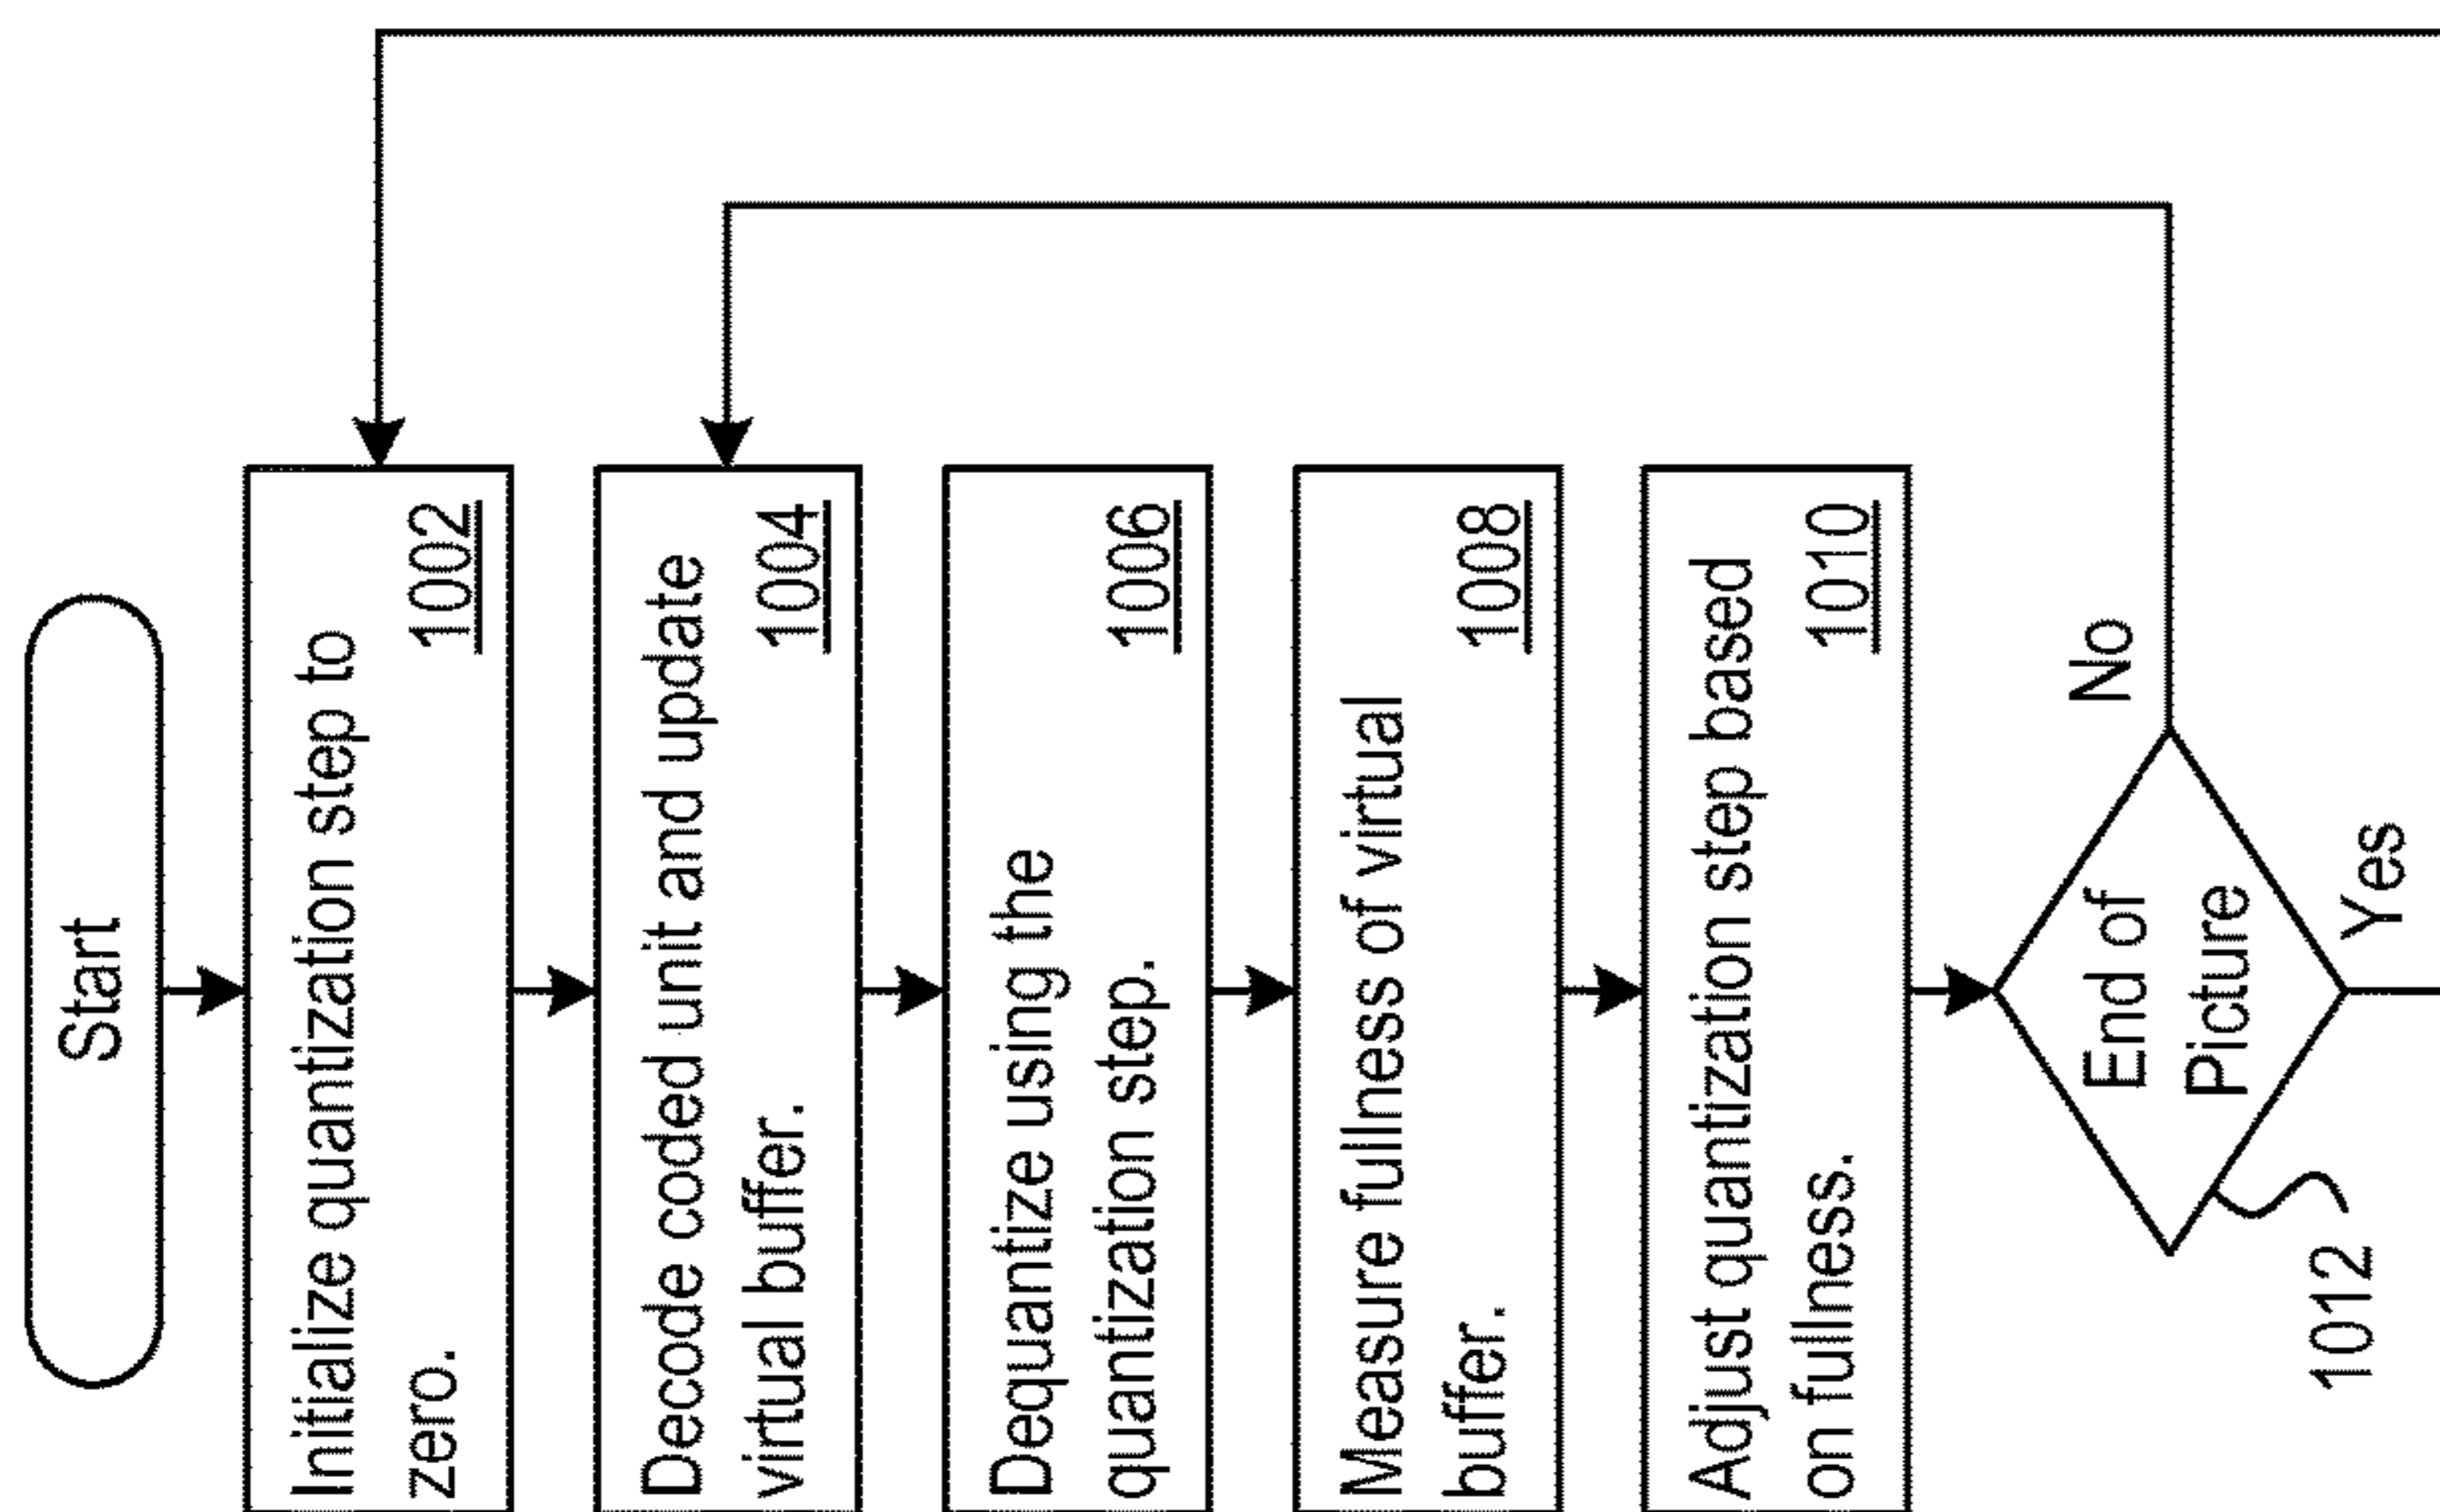 Start
Initialize quantization step to
zero.
1002
Decode coded unit and update
virtual buffer.
1004
Dequantize using the
quantization step.
1006
Measure fullness of virtual
buffer.
1008
Adjust quantization step based
on fullness.
1010
End of
Picture
No
Yes
1012